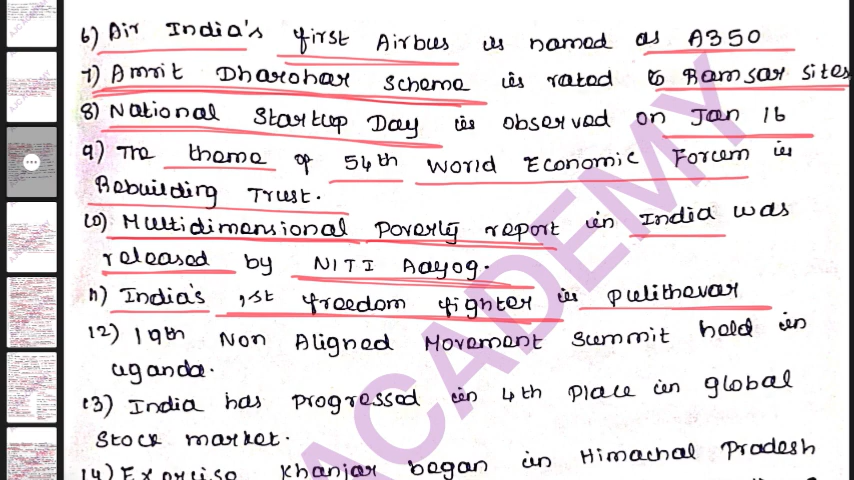 6) Air India's first Airbus is named as A350
7) Amrit Dharohar Scheme is rated to Ramsar sites
8) National Startup Day is observed on Jan 16
9) The theme of 54th World Economic Forum is
Rebuilding Trust.
10) Multidimensional Poverty report in India was
released by NITI Aayog.
11) India's 1st freedom fighter is Pulithevar
12) 19th Non Aligned Movement Summit held in
uganda.
13) India has Progressed in 4th Place in global
Stock market.
14) Exercise Khanjar began in Himachal Pradesh
ACADEMY